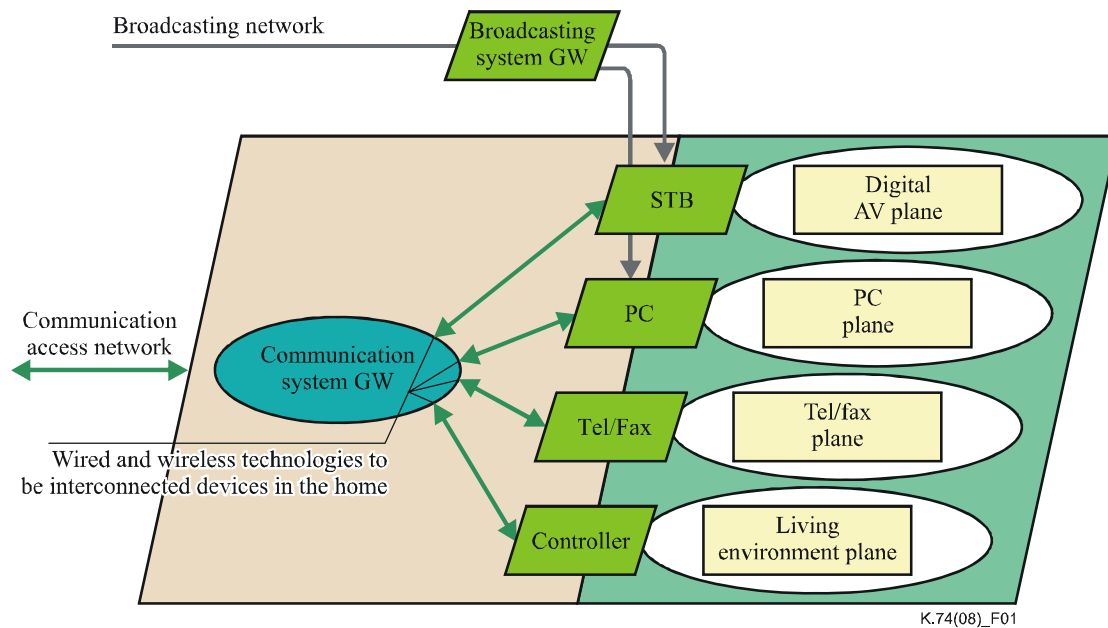 Broadcasting network
Broadcasting
system GW
STB
Digital
AV plane
PC
PC
plane
Communication
access network
Communication
system GW
Tel/Fax
Tel/fax
plane
Wired and wireless technologies to
be interconnected devices in the home
Controller
Living
environment plane
K.74(08)_F01